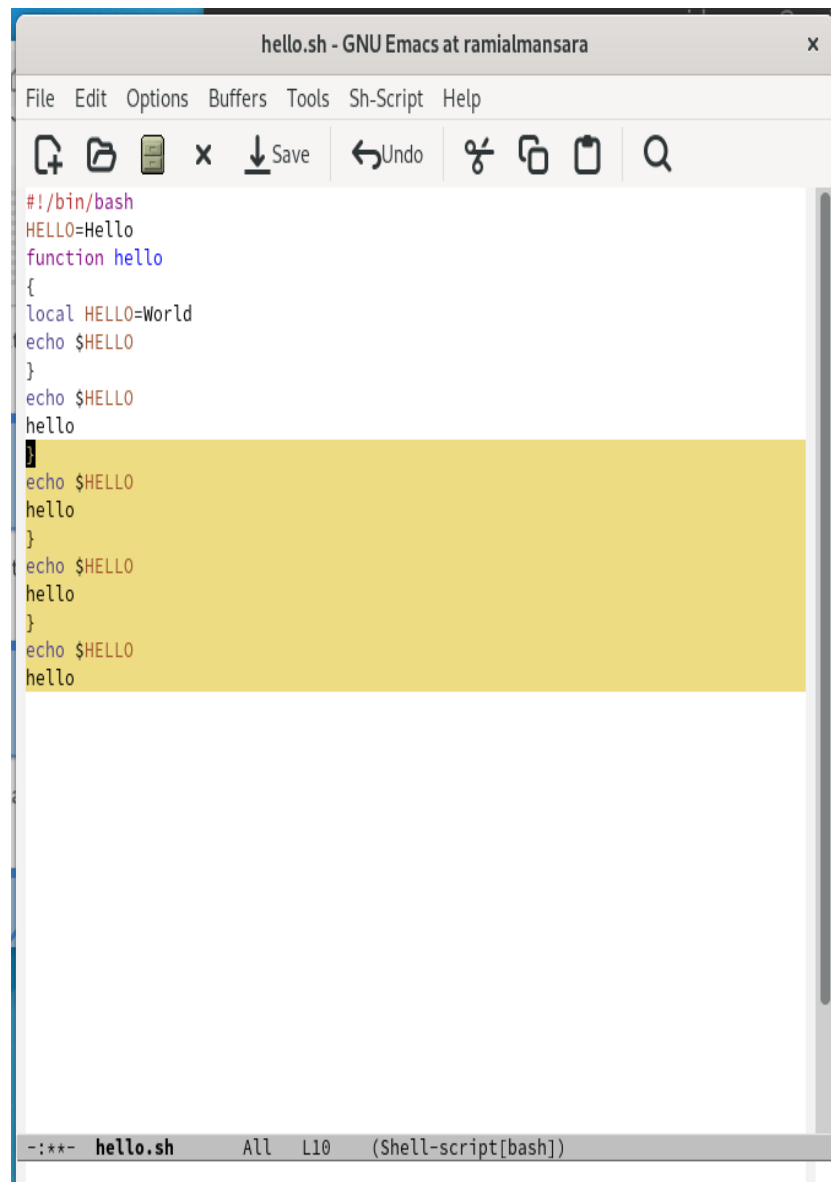 hello.sh - GNU Emacs at ramialmansara
File Edit Options Buffers Tools Sh-Script Help
Save Undo
#!/bin/bash
HELLO=Hello
function hello
{
local HELLO=World
echo $HELLO
}
echo $HELLO
hello
}
echo $HELLO
hello
}
echo $HELLO
hello
}
echo $HELLO
hello
-:**- hello.sh All L10 (Shell-script[bash])